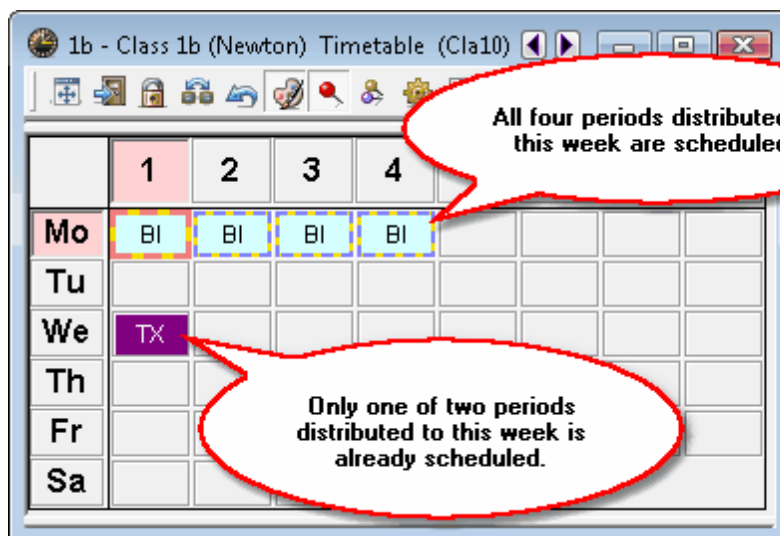 1b - Class 1b (Newton) Timetable (Cla10)
All four periods distributed
this week are scheduled
1 2 3 4
Mo BI BI BI BI
Tu
We TX
Th
Fr
Sa
Only one of two periods
distributed to this week is
already scheduled.